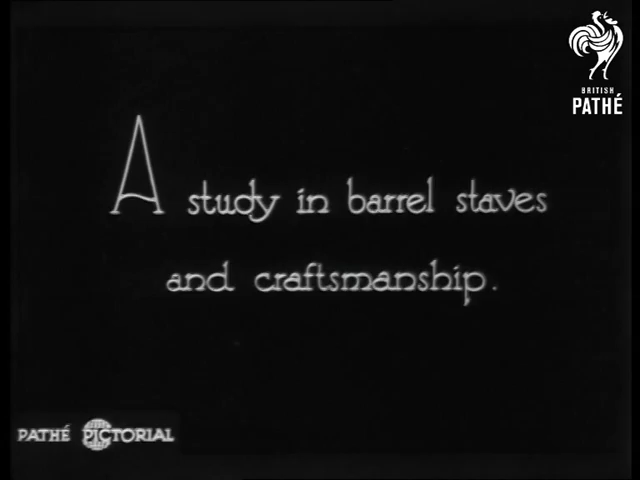 BRITISH
PATHÉ
A study in barrel staves
and craftsmanship.
PATHÉ PICTORIAL